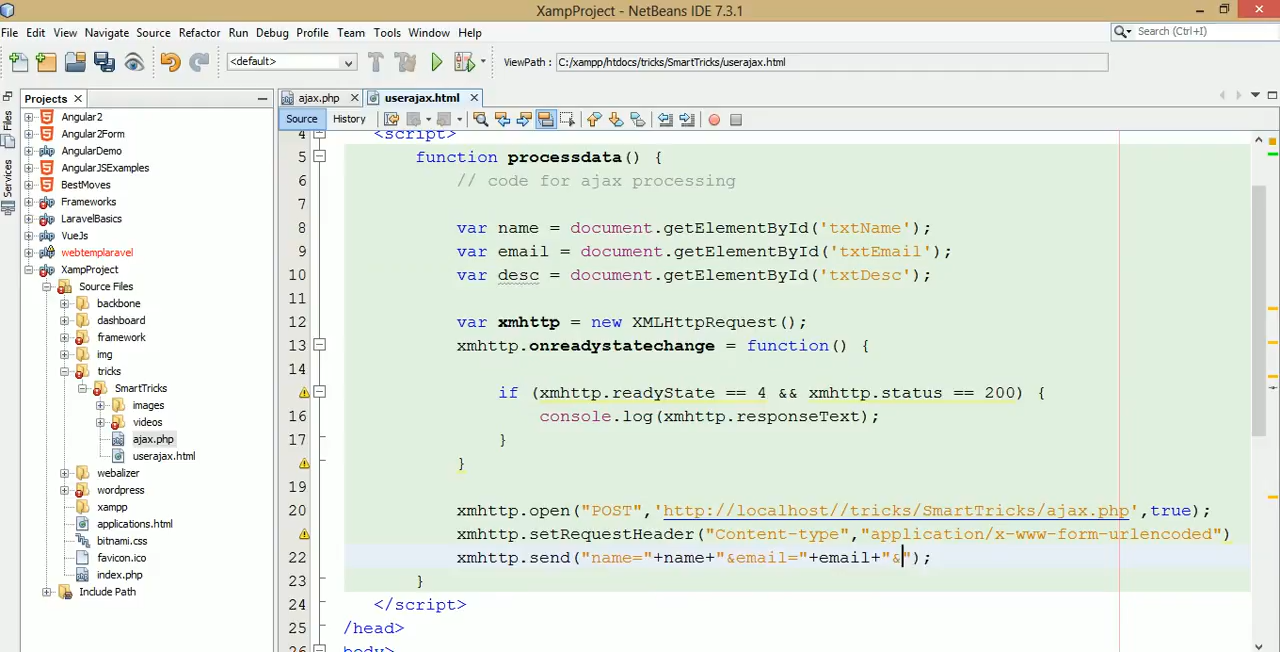 XampProject - NetBeans IDE 7.3.1
File Edit View Navigate Source Refactor Run Debug Profile Team Tools Window Help
Search (Ctrl+I)
<default>
ViewPath : C:/xampp/htdocs/tricks/SmartTricks/userajax.html
Projects
ajax.php
userajax.html
Source History
Files
Services
Angular2
Angular2Form
AngularDemo
AngularJSExamples
BestMoves
Frameworks
LaravelBasics
VueJs
webtemplaravel
XampProject
Source Files
backbone
dashboard
framework
img
tricks
SmartTricks
images
videos
ajax.php
userajax.html
webalizer
wordpress
xampp
applications.html
bitnami.css
favicon.ico
index.php
Include Path
4 <script>
5 function processdata() {
6 // code for ajax processing
7
8 var name = document.getElementById('txtName');
9 var email = document.getElementById('txtEmail');
10 var desc = document.getElementById('txtDesc');
11
12 var xmhttp = new XMLHttpRequest();
13 xmhttp.onreadystatechange = function() {
14
if (xmhttp.readyState == 4 && xmhttp.status == 200) {
16 console.log(xmhttp.responseText);
17 }
}
19
20 xmhttp.open("POST",'http://localhost//tricks/SmartTricks/ajax.php',true);
xmhttp.setRequestHeader("Content-type","application/x-www-form-urlencoded")
22 xmhttp.send("name="+name+"&email="+email+"&");
23 }
24 </script>
25 /head>
26 body>